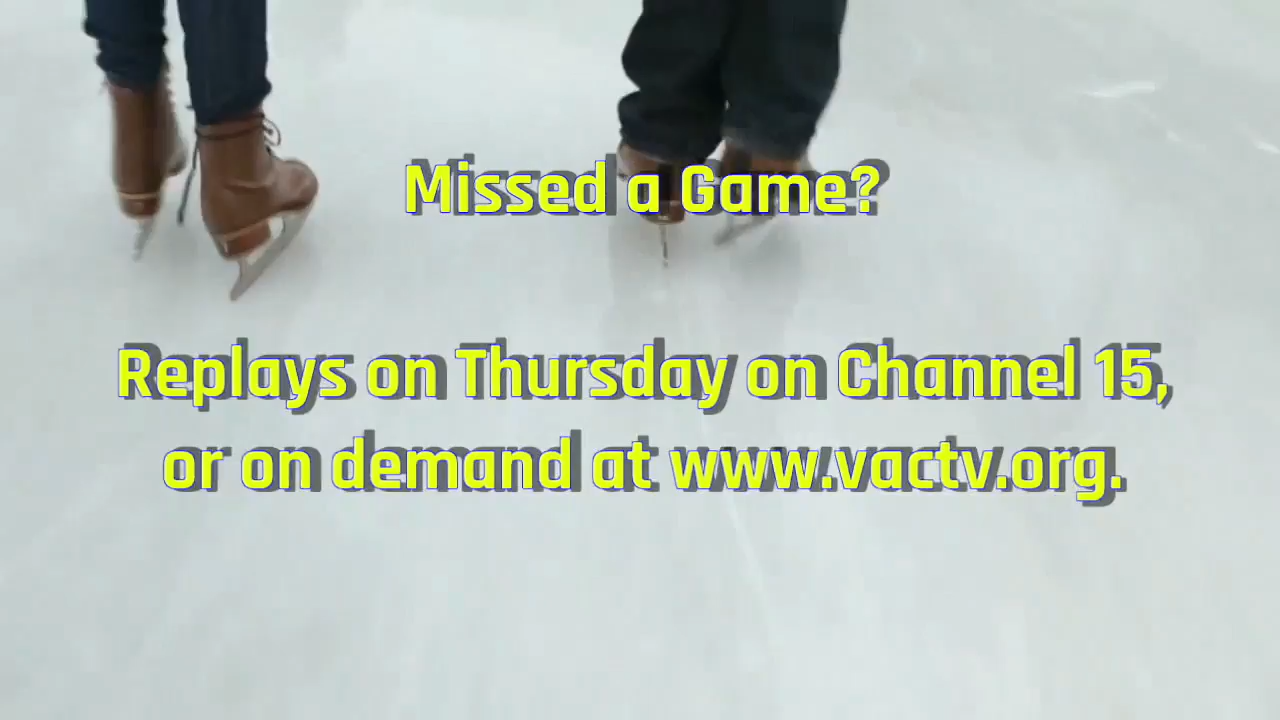 Missed a Game?
Replays on Thursday on Channel 15,
or on demand at www.vactv.org.